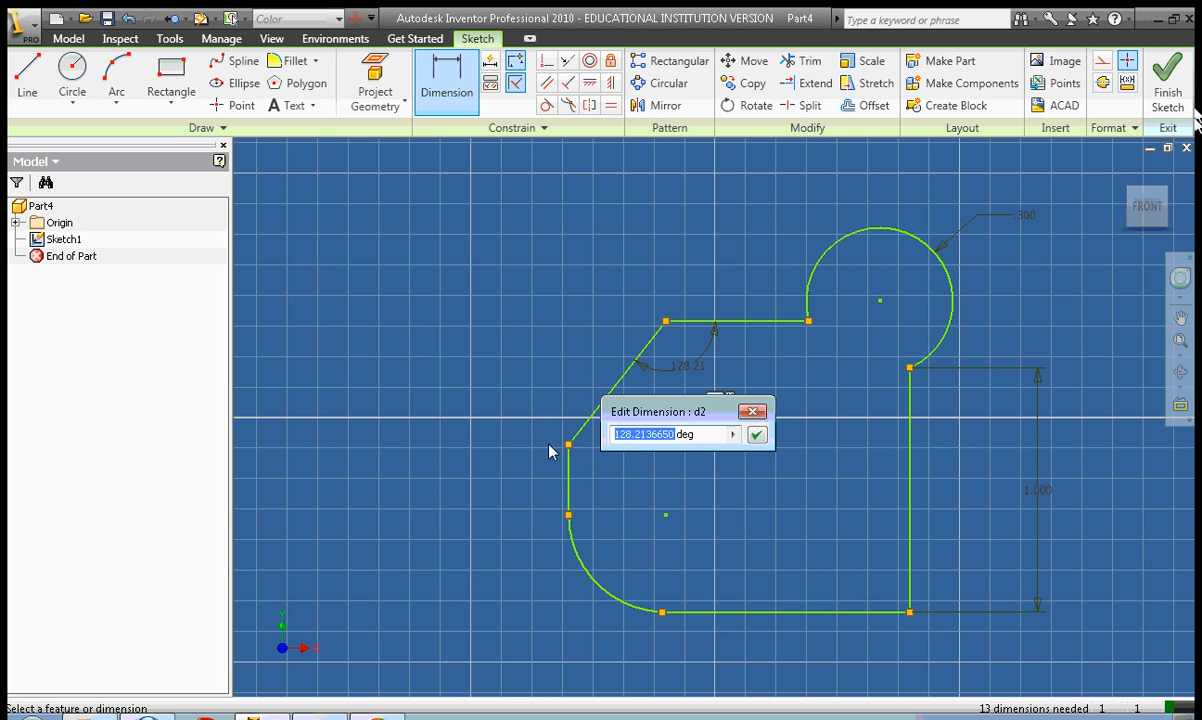 Color
Autodesk Inventor Professional 2010 - EDUCATIONAL INSTITUTION VERSION Part4
Type a keyword or phrase
PRO
Model Inspect Tools Manage View Environments Get Started Sketch
Line
Circle
Arc
Rectangle
Spline
Ellipse
Point
Fillet
Polygon
Text
Project
Geometry
Dimension
Rectangular
Circular
Mirror
Move
Copy
Rotate
Trim
Extend
Split
Scale
Stretch
Offset
Make Part
Make Components
Create Block
Image
Points
ACAD
Finish
Sketch
Draw
Constrain
Pattern
Modify
Layout
Insert
Format
Exit
Model
Part4
Origin
Sketch1
End of Part
FRONT
.300
128.21
Edit Dimension : d2
128.2136650 deg
1.000
Y
X
Select a feature or dimension
13 dimensions needed 1 1